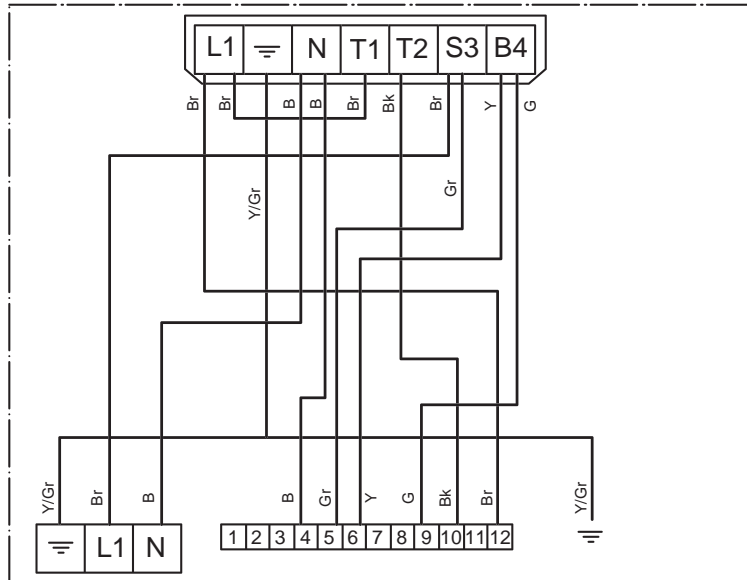 L1 N T1 T2 S3 B4
Br Br B B Br Bk Br Y G
Y/Gr Gr
Y/Gr Br B B Gr Y G Bk Br Y/Gr
L1 N
1 2 3 4 5 6 7 8 9 10 11 12